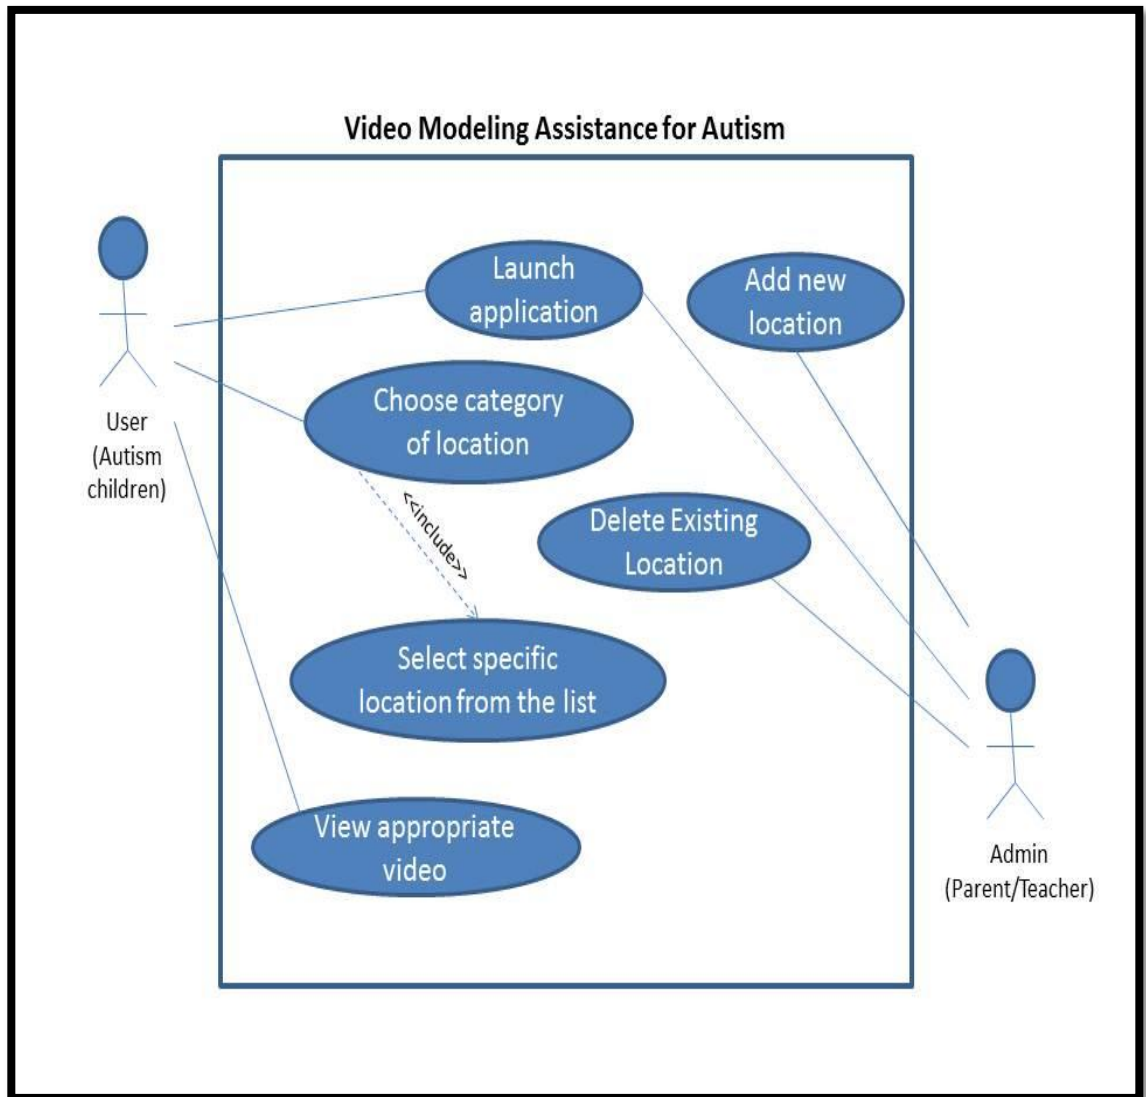 Video Modeling Assistance for Autism
Launch
application
Add new
location
Choose category
of location
User
(Autism
children)
<<include>>
Delete Existing
Location
Select specific
location from the list
View appropriate
video
Admin
(Parent/Teacher)